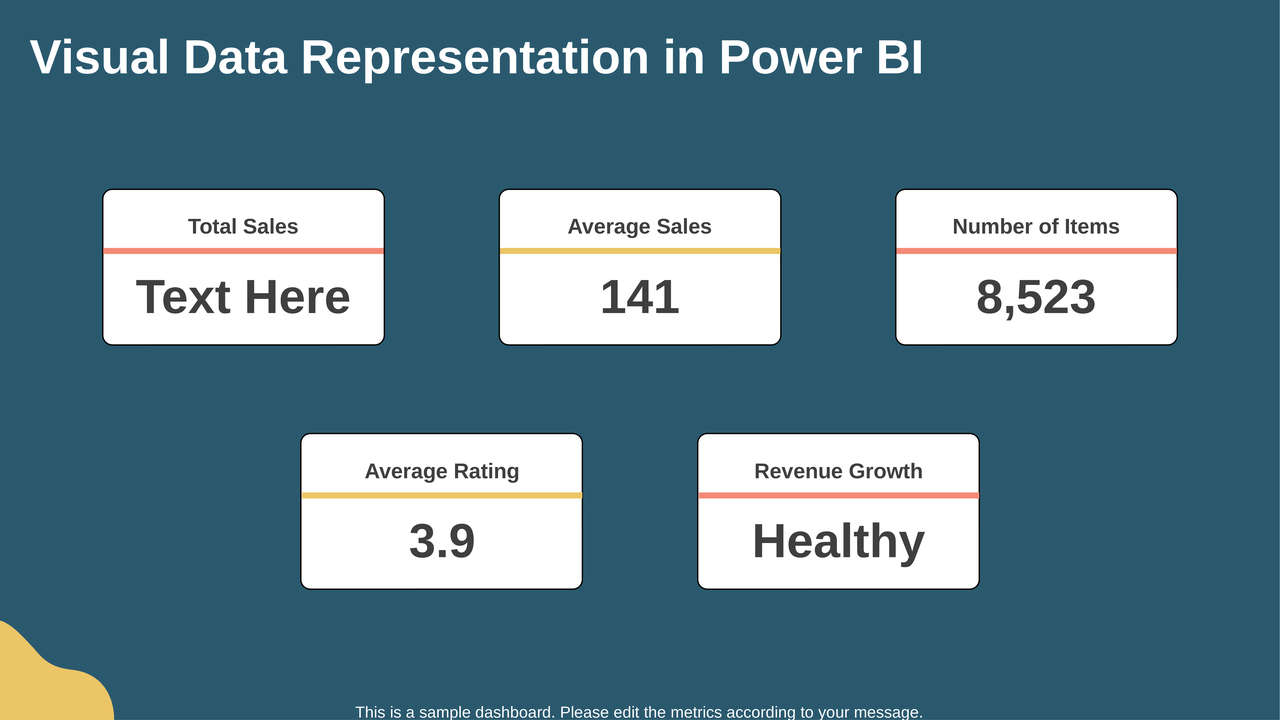 Visual Data Representation in Power BI
Total Sales
Text Here
Average Sales
141
Number of Items
8,523
Average Rating
3.9
Revenue Growth
Healthy
This is a sample dashboard. Please edit the metrics according to your message.